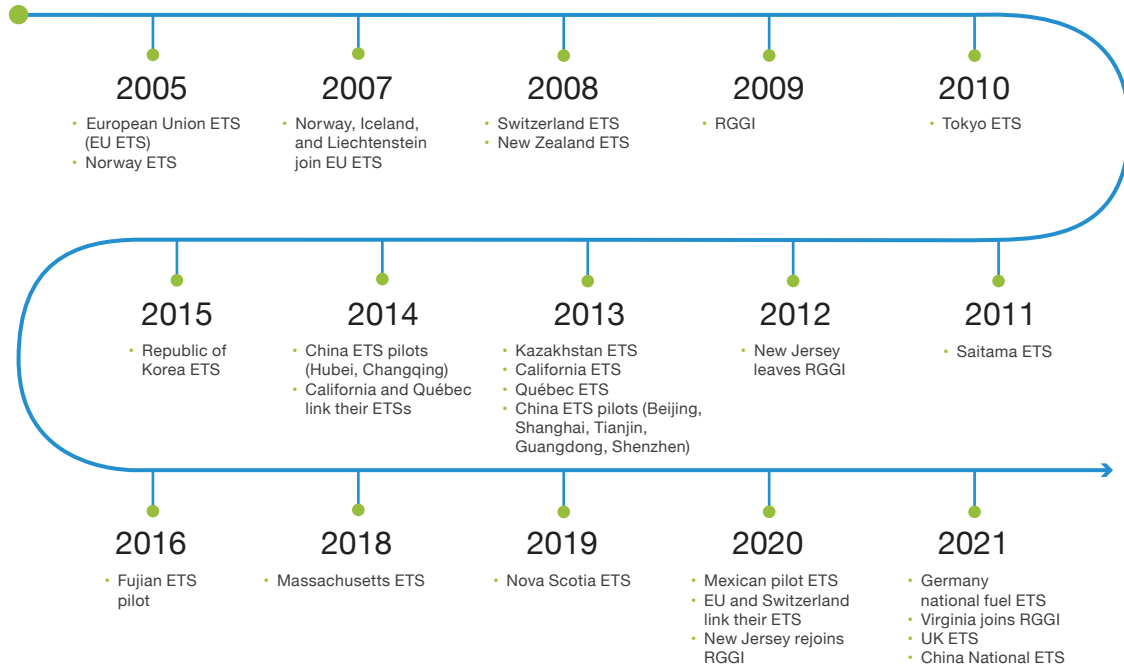 2005
• European Union ETS
(EU ETS)
• Norway ETS
2007
• Norway, Iceland,
and Liechtenstein
join EU ETS
2008
• Switzerland ETS
• New Zealand ETS
2009
• RGGI
2010
• Tokyo ETS
2015
• Republic of
Korea ETS
2014
• China ETS pilots
(Hubei, Changqing)
• California and Québec
link their ETSs
2013
• Kazakhstan ETS
• California ETS
• Québec ETS
• China ETS pilots (Beijing,
Shanghai, Tianjin,
Guangdong, Shenzhen)
2012
• New Jersey
leaves RGGI
2011
• Saitama ETS
2016
• Fujian ETS
pilot
2018
• Massachusetts ETS
2019
• Nova Scotia ETS
2020
• Mexican pilot ETS
• EU and Switzerland
link their ETS
• New Jersey rejoins
RGGI
2021
• Germany
national fuel ETS
• Virginia joins RGGI
• UK ETS
• China National ETS